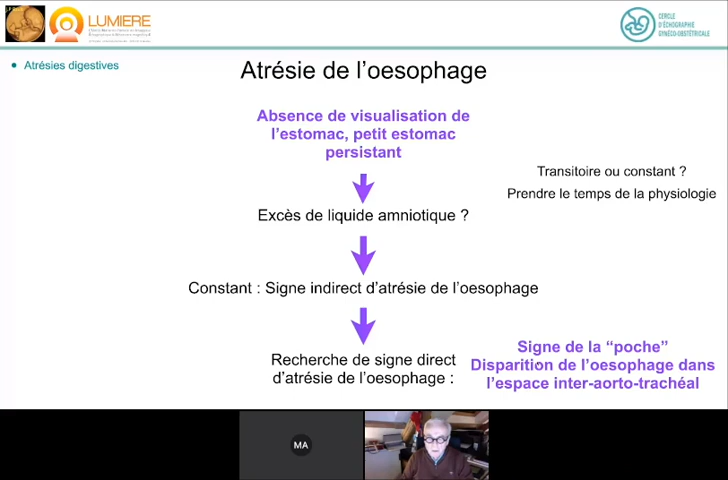 LUMIERE
CERCLE
D'ÉCHOGRAPHIE
GYNÉCO-OBSTÉTRICALE
• Atrésies digestives
Atrésie de l'oesophage
Absence de visualisation de
l'estomac, petit estomac
persistant
Transitoire ou constant ?
Prendre le temps de la physiologie
Excès de liquide amniotique ?
Constant : Signe indirect d'atrésie de l'oesophage
Recherche de signe direct
d'atrésie de l'oesophage :
Signe de la “poche”
Disparition de l'oesophage dans
l'espace inter-aorto-trachéal
MA